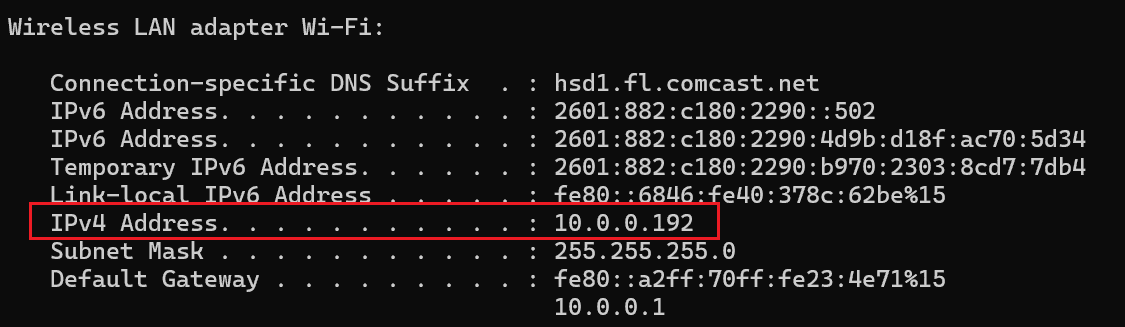 Wireless LAN adapter Wi-Fi:
Connection-specific DNS Suffix  . : hsd1.fl.comcast.net
IPv6 Address. . . . . . . . . . . : 2601:882:c180:2290::502
IPv6 Address. . . . . . . . . . . : 2601:882:c180:2290:4d9b:d18f:ac70:5d34
Temporary IPv6 Address. . . . . . : 2601:882:c180:2290:b970:2303:8cd7:7db4
Link-local IPv6 Address . . . . . : fe80::6846:fe40:378c:62be%15
IPv4 Address. . . . . . . . . . . : 10.0.0.192
Subnet Mask . . . . . . . . . . . : 255.255.255.0
Default Gateway . . . . . . . . . : fe80::a2ff:70ff:fe23:4e71%15
10.0.0.1